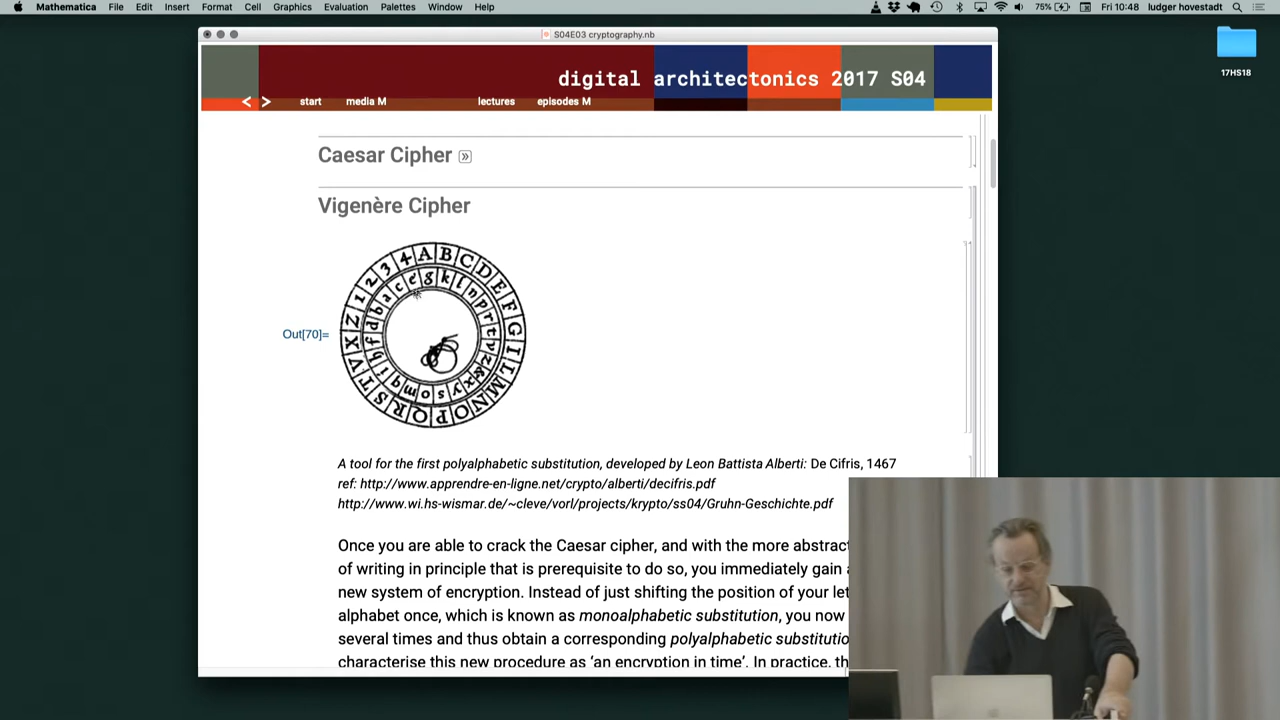 Mathematica File Edit Insert Format Cell Graphics Evaluation Palettes Window Help 75% Fri 10:48 ludger hovestadt
S04E03 cryptography.nb
17HS18
digital architectonics 2017 S04
< > start media M lectures episodes M
Caesar Cipher »
Vigenère Cipher
1 2 3 4 A B C D E F G I L M N O P Q R S T V X Z
Out[70]=
A tool for the first polyalphabetic substitution, developed by Leon Battista Alberti: De Cifris, 1467
ref: http://www.apprendre-en-ligne.net/crypto/alberti/decifris.pdf
http://www.wi.hs-wismar.de/~cleve/vorl/projects/krypto/ss04/Gruhn-Geschichte.pdf
Once you are able to crack the Caesar cipher, and with the more abstract
of writing in principle that is prerequisite to do so, you immediately gain a
new system of encryption. Instead of just shifting the position of your let
alphabet once, which is known as monoalphabetic substitution, you now
several times and thus obtain a corresponding polyalphabetic substitutio
characterise this new procedure as 'an encryption in time'. In practice, th